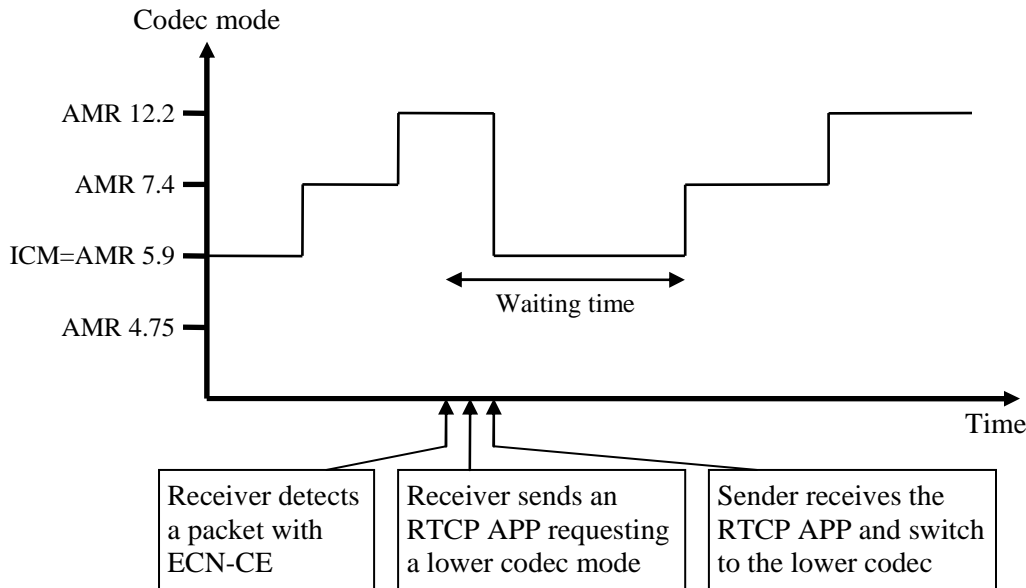 Codec mode
AMR 12.2
AMR 7.4
ICM=AMR 5.9
Waiting time
AMR 4.75
Time
Receiver detects
a packet with
ECN-CE
Receiver sends an
RTCP APP requesting
a lower codec mode
Sender receives the
RTCP APP and switch
to the lower codec